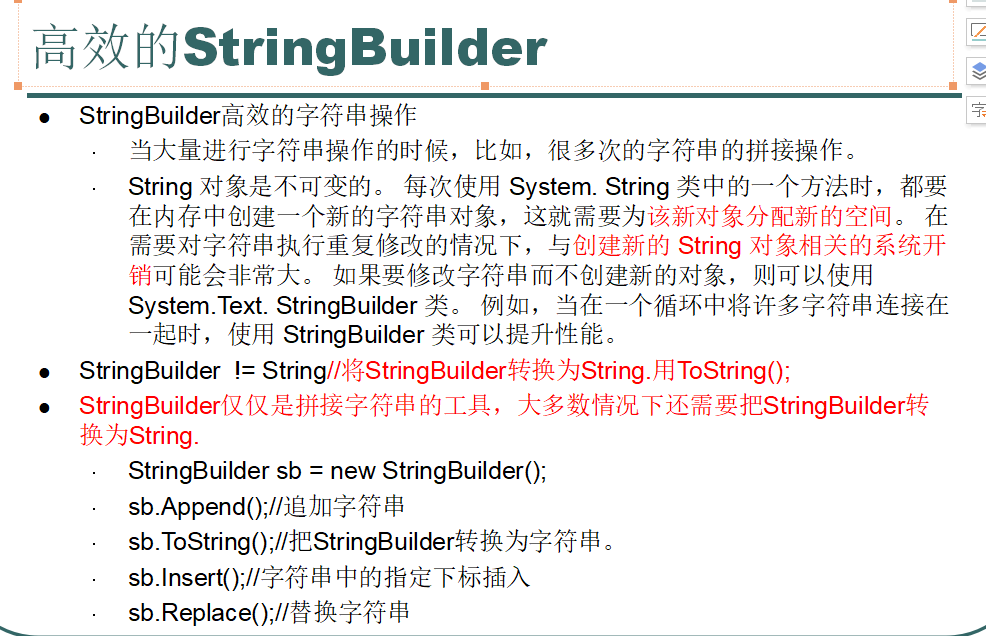 高效的StringBuilder
● StringBuilder高效的字符串操作
· 当大量进行字符串操作的时候，比如，很多次的字符串的拼接操作。
· String 对象是不可变的。 每次使用 System. String 类中的一个方法时，都要
在内存中创建一个新的字符串对象，这就需要为该新对象分配新的空间。 在
需要对字符串执行重复修改的情况下，与创建新的 String 对象相关的系统开
销可能会非常大。 如果要修改字符串而不创建新的对象，则可以使用
System.Text. StringBuilder 类。 例如，当在一个循环中将许多字符串连接在
一起时，使用 StringBuilder 类可以提升性能。
● StringBuilder != String//将StringBuilder转换为String.用ToString();
● StringBuilder仅仅是拼接字符串的工具，大多数情况下还需要把StringBuilder转
换为String.
· StringBuilder sb = new StringBuilder();
· sb.Append();//追加字符串
· sb.ToString();//把StringBuilder转换为字符串。
· sb.Insert();//字符串中的指定下标插入
· sb.Replace();//替换字符串
字